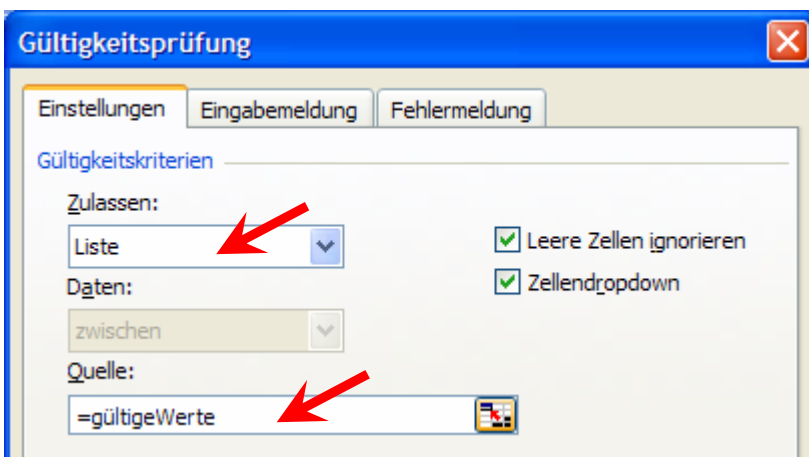 Gültigkeitsprüfung
Einstellungen Eingabemeldung Fehlermeldung
Gültigkeitskriterien
Zulassen:
Liste
Leere Zellen ignorieren
Daten:
Zellendropdown
zwischen
Quelle:
=gültigeWerte